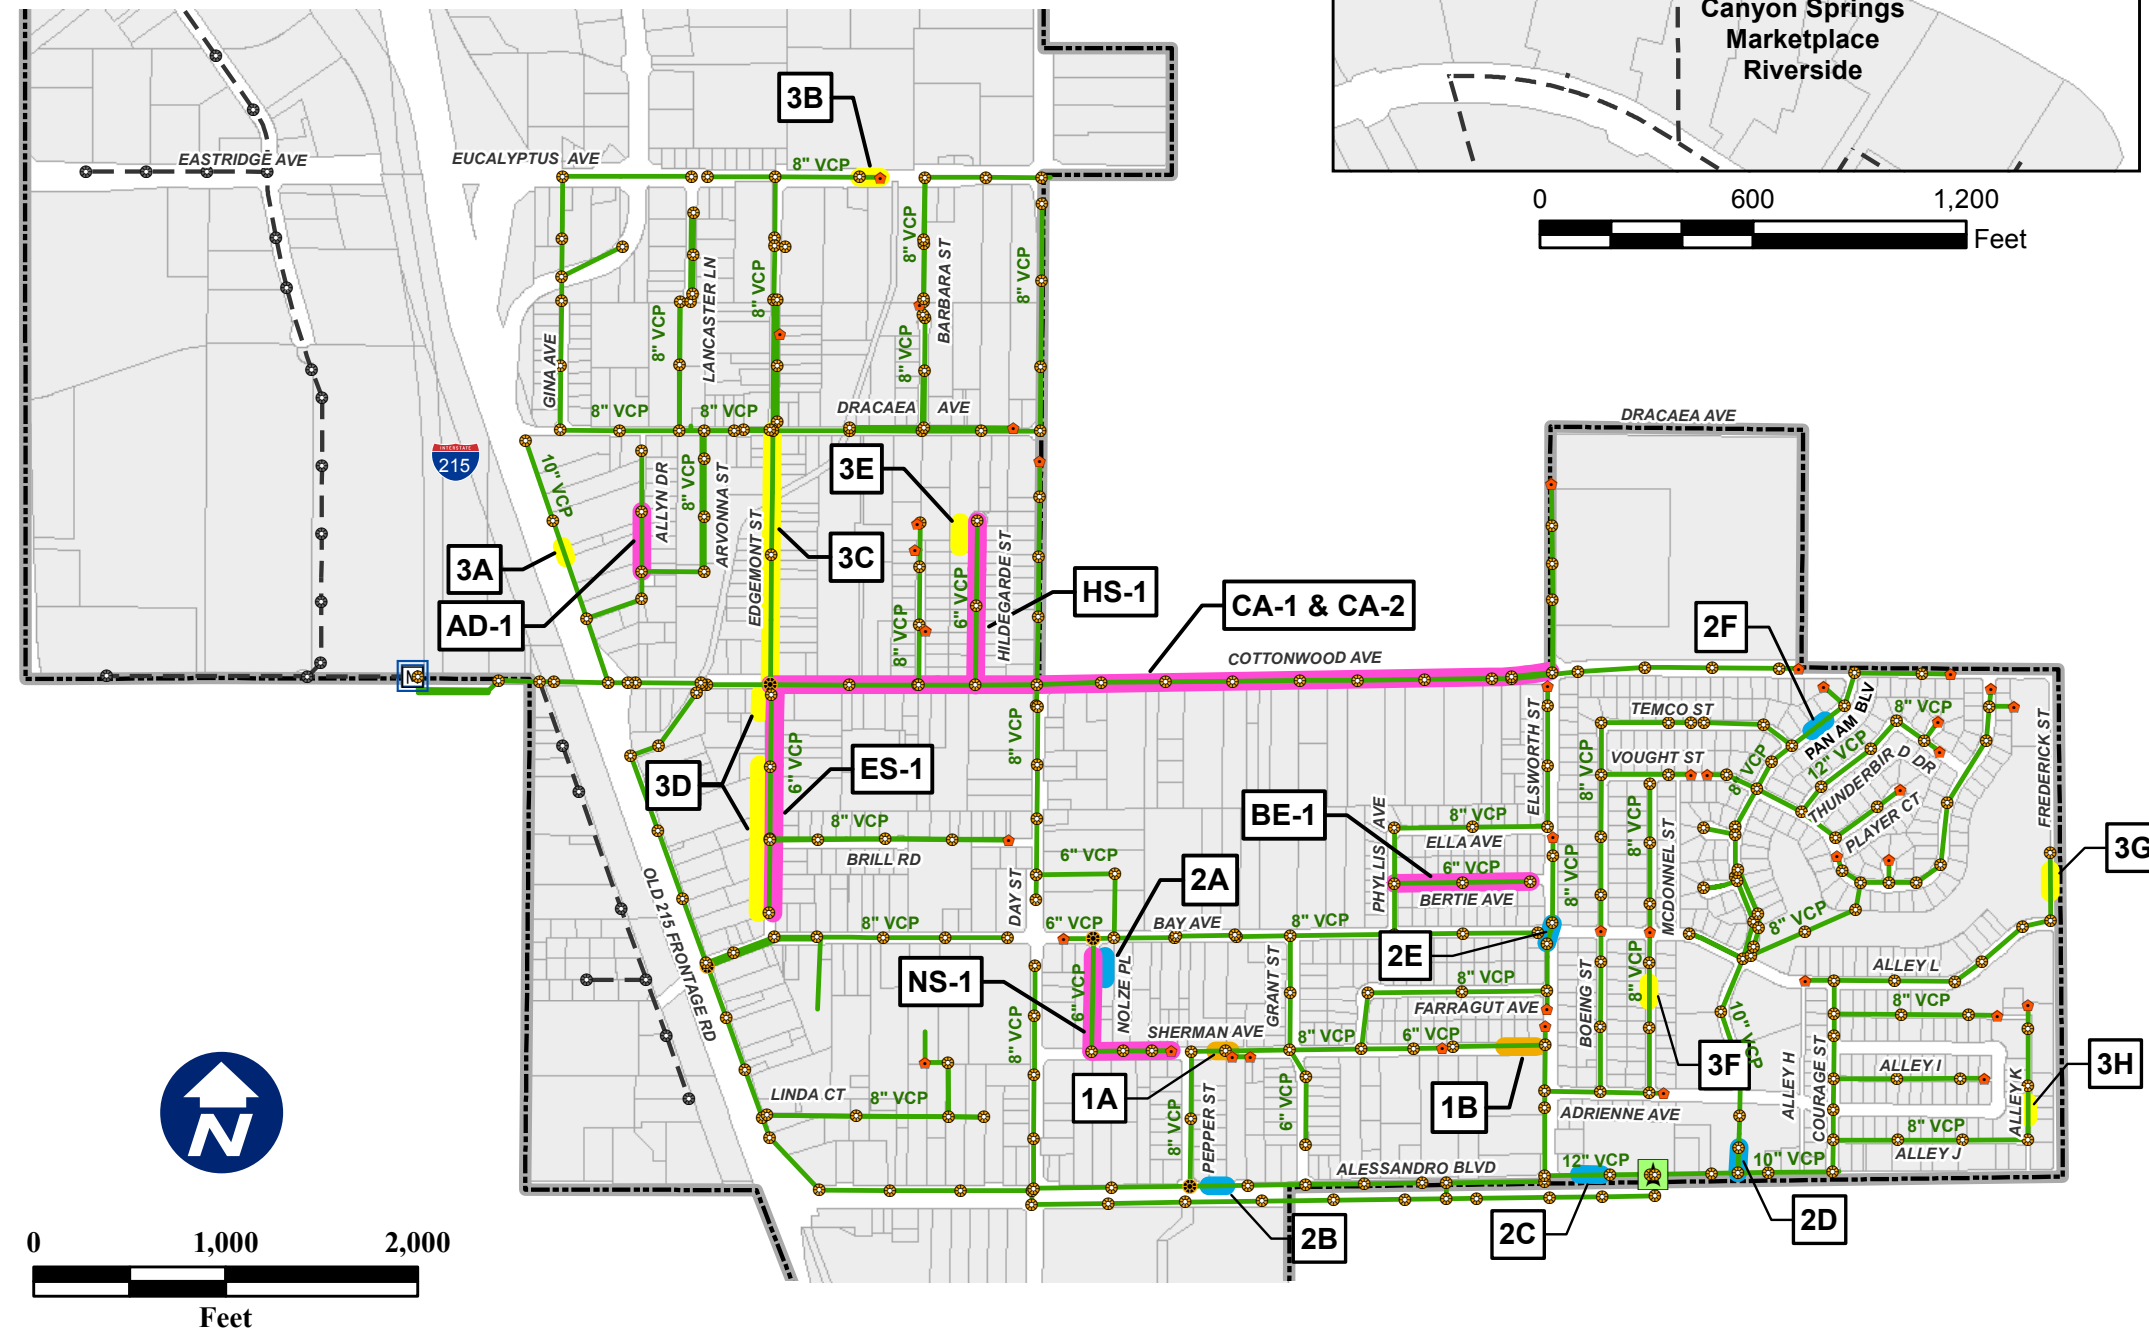 Canyon Springs
Marketplace
Riverside
0 600 1,200
Feet
3B
EASTRIDGE AVE
EUCALYPTUS AVE
8" VCP
8" VCP
BARBARA ST
8" VCP
8" VCP
LANCASTER LN
8" VCP
8" VCP
GINA AVE
8" VCP
8" VCP
DRACAEA AVE
DRACAEA AVE
INTERSTATE
215
10" VCP
ALLYN DR
8" VCP
ARVONNA ST
3E
EDGEMONT ST
3C
3A
6" VCP
HILDEGARDE ST
HS-1
CA-1 & CA-2
AD-1
8" VCP
2F
COTTONWOOD AVE
N
TEMCO ST
PAN AM BLV
8" VCP
ELSWORTH ST
FREDERICK ST
8" VCP
6" VCP
ES-1
3D
VOUGHT ST
8" VCP
8" VCP
12" VCP
THUNDERBIRD DR
PLAYER CT
BE-1
PHYLLIS AVE
8" VCP
ELLA AVE
8" VCP
MCDONNEL ST
8" VCP
BRILL RD
6" VCP
2A
6" VCP
8" VCP
BERTIE AVE
3G
OLD 215 FRONTAGE RD
DAY ST
8" VCP
6" VCP
BAY AVE
8" VCP
8" VCP
2E
NS-1
6" VCP
NOLZE PL
GRANT ST
8" VCP
FARRAGUT AVE
BOEING ST
8" VCP
ALLEY L
8" VCP
SHERMAN AVE
8" VCP
6" VCP
10" VCP
8" VCP
3F
3H
ALLEY H
COURAGE ST
ALLEY I
ALLEY K
1A
1B
LINDA CT
8" VCP
6" VCP
ADRIENNE AVE
8" VCP
PEPPER ST
8" VCP
ALLEY J
ALESSANDRO BLVD
12" VCP
10" VCP
2B
2C
2D
N
0 1,000 2,000
Feet